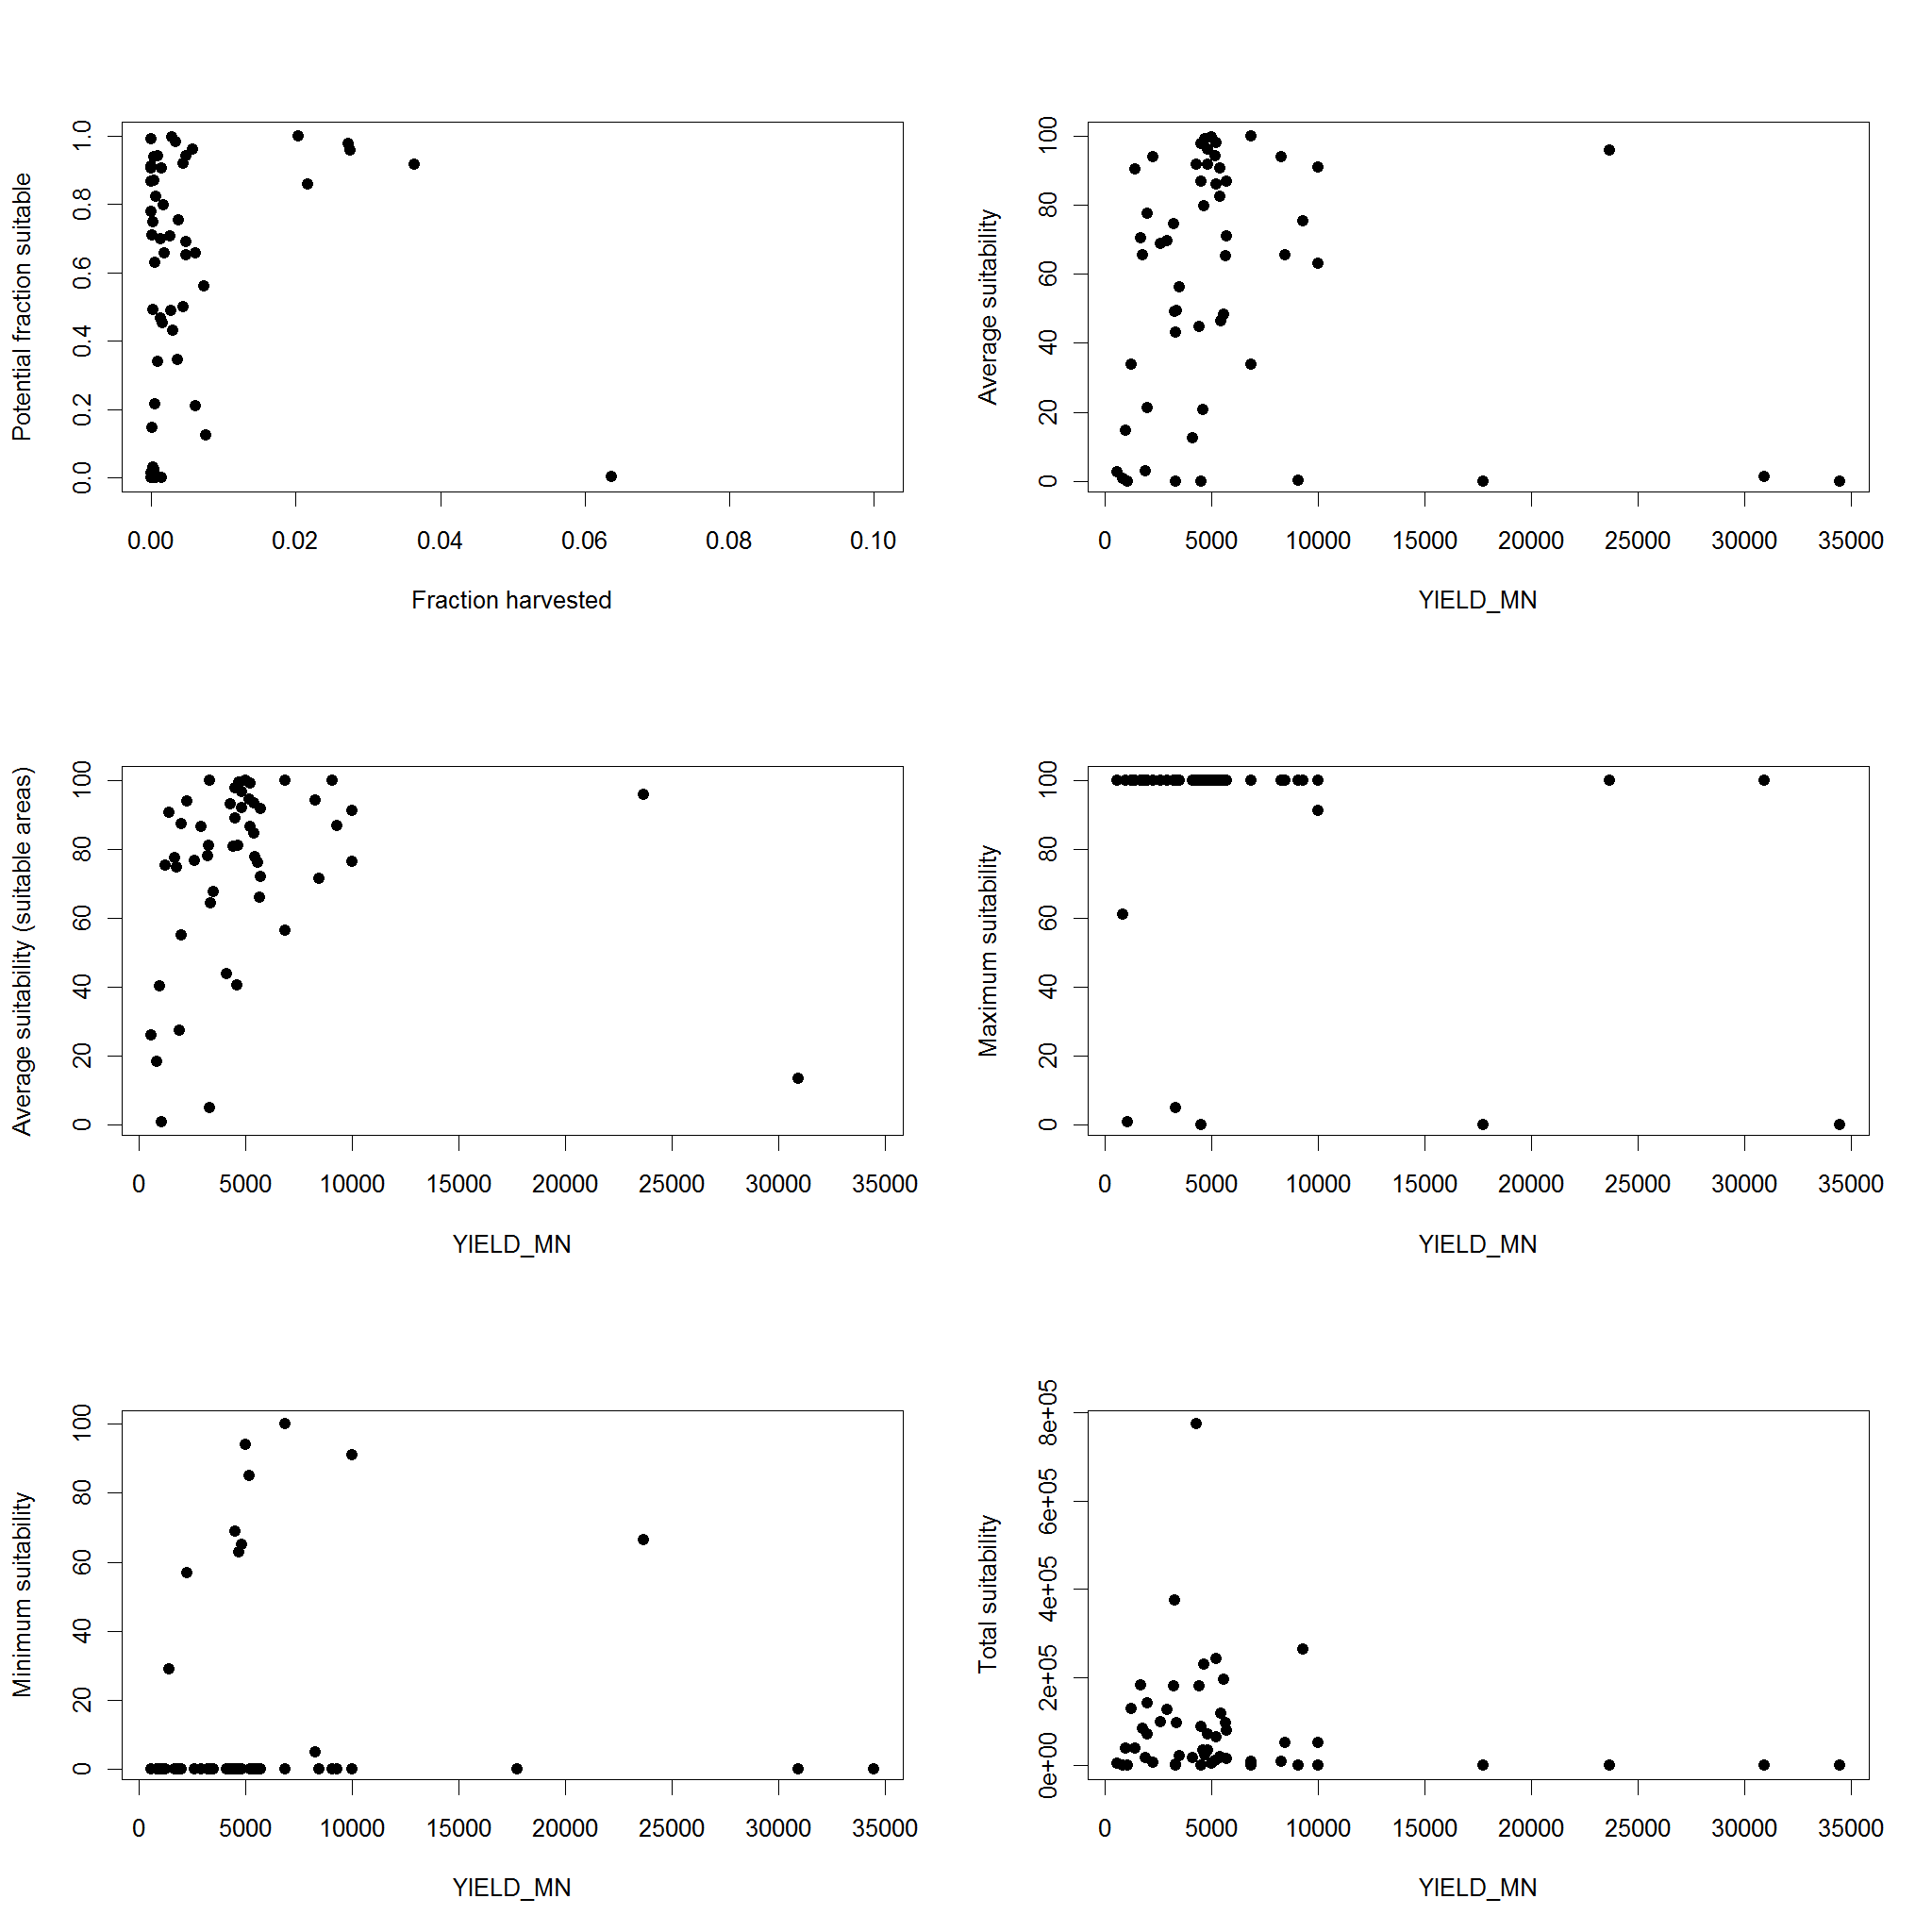 Potential fraction suitable
0.0 0.2 0.4 0.6 0.8 1.0
0.00 0.02 0.04 0.06 0.08 0.10
Fraction harvested
Average suitability
0 20 40 60 80 100
0 5000 10000 15000 20000 25000 30000 35000
YIELD_MN
Average suitability (suitable areas)
0 20 40 60 80 100
0 5000 10000 15000 20000 25000 30000 35000
YIELD_MN
Maximum suitability
0 20 40 60 80 100
0 5000 10000 15000 20000 25000 30000 35000
YIELD_MN
Minimum suitability
0 20 40 60 80 100
0 5000 10000 15000 20000 25000 30000 35000
YIELD_MN
Total suitability
0e+00 2e+05 4e+05 6e+05 8e+05
0 5000 10000 15000 20000 25000 30000 35000
YIELD_MN